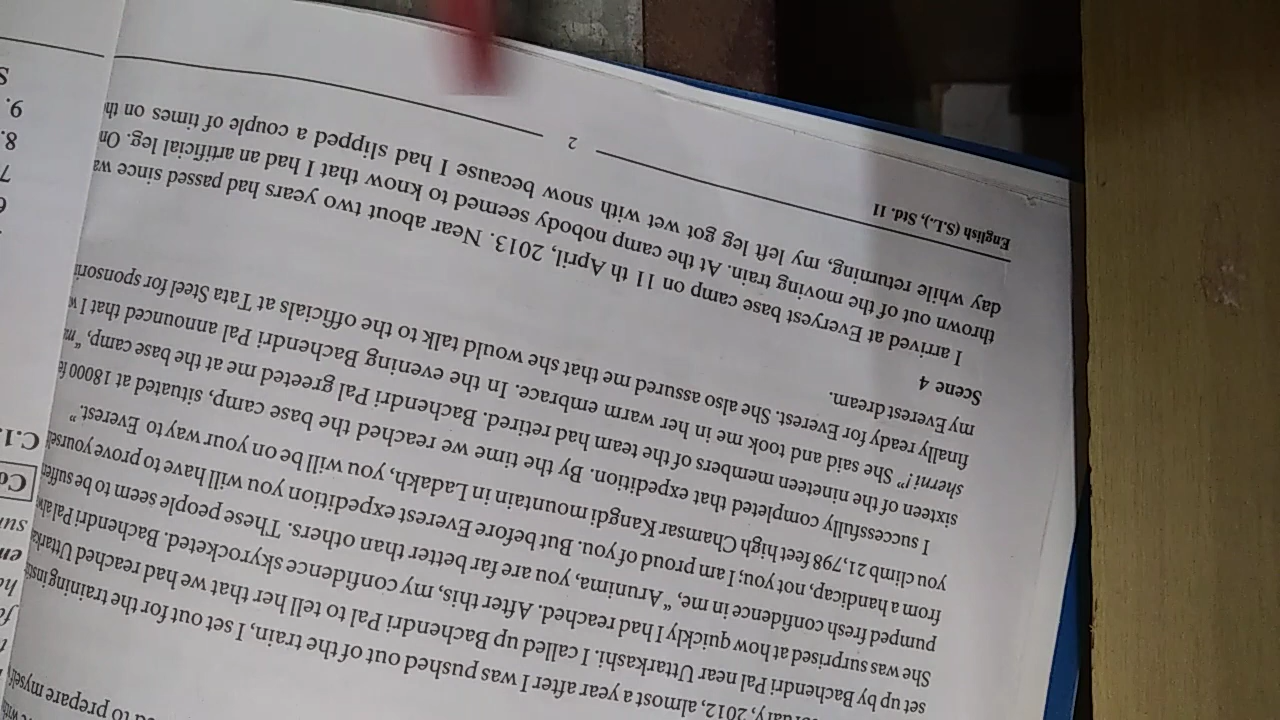 to prepare myself
ruary, 2012, almost a year after I was pushed out of the train, I set out for the training
set up by Bachendri Pal near Uttarkashi. I called up Bachendri Pal to tell her that we had reached
She was surprised at how quickly I had reached. After this, my confidence skyrocketed. Bachendri Pal
pumped fresh confidence in me, "Arunima, you are far better than others. These people seem to be
from a handicap, not you; I am proud of you. But before Everest expedition you will have to prove yourself
you climb 21,798 feet high Chamsar Kangdi mountain in Ladakh, you will be on your way to Everest."
I successfully completed that expedition. By the time we reached the base camp, situated at 18000
sixteen of the nineteen members of the team had retired. Bachendri Pal greeted me at the base camp, "
sherni!" She said and took me in her warm embrace. In the evening Bachendri Pal announced that I
finally ready for Everest. She also assured me that she would talk to the officials at Tata Steel for
my Everest dream.
Scene 4
I arrived at Everyest base camp on 11 th April, 2013. Near about two years had passed since
thrown out of the moving train. At the camp nobody seemed to know that I had an artificial leg.
day while returning, my left leg got wet with snow because I had slipped a couple of times on
English (S.L.), Std. 11
2
C.1.
7
8.
9.
S